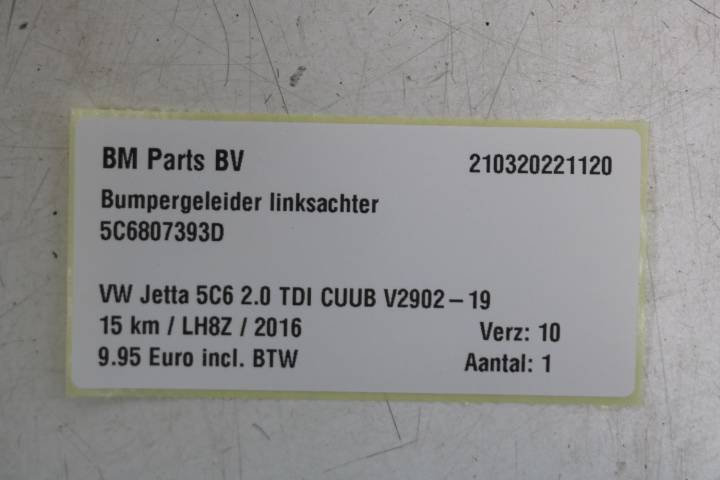 BM Parts BV 210320221120
Bumpergeleider linksachter
5C6807393D
VW Jetta 5C6 2.0 TDI CUUB V2902-19
15 km / LH8Z / 2016 Verz: 10
9.95 Euro incl. BTW Aantal: 1